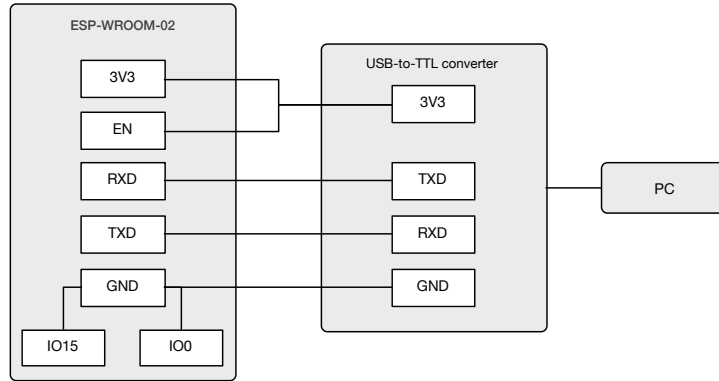 ESP-WROOM-02
USB-to-TTL converter
3V3
3V3
EN
RXD
TXD
PC
TXD
RXD
GND
GND
IO15
IO0